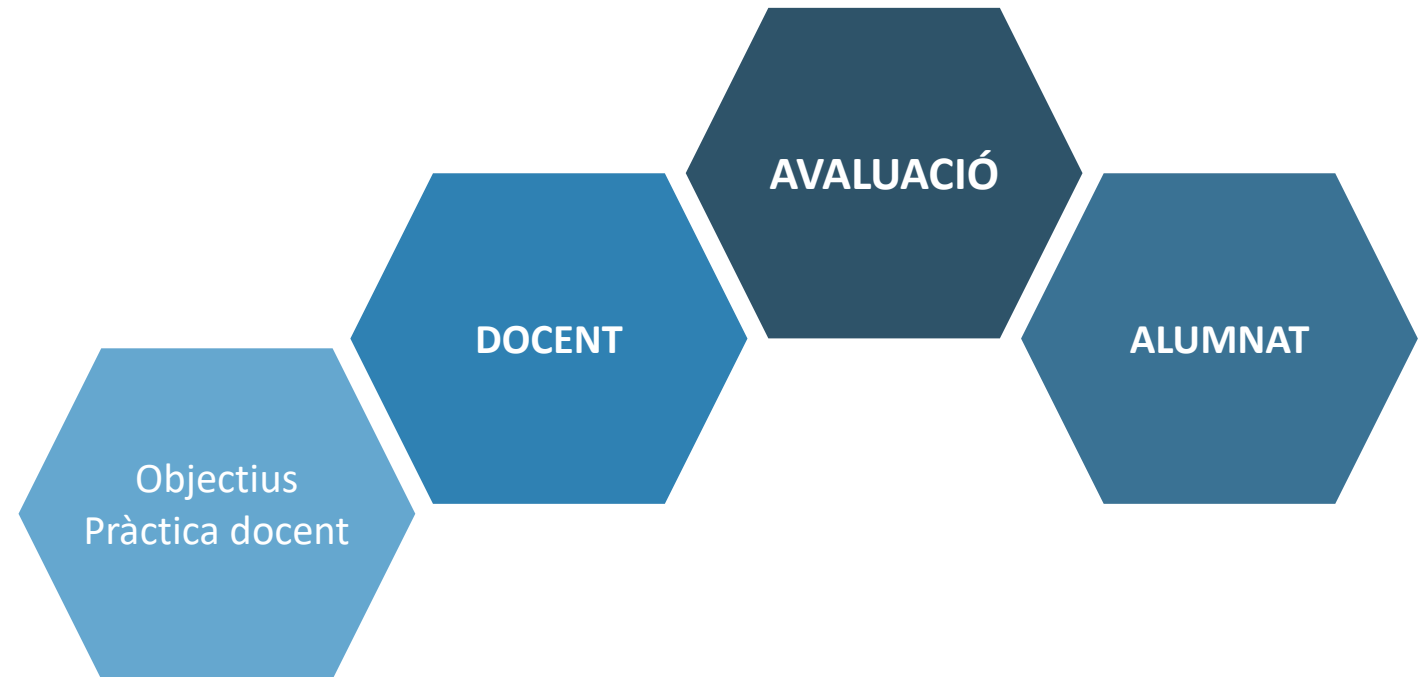 AVALUACIÓ
DOCENT
ALUMNAT
Objectius
Pràctica docent